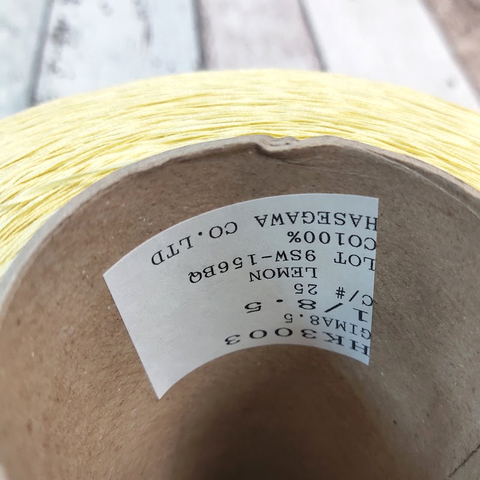 HK3003
GIMA8.5
1/8.5
C/# 25
LEMON
LOT 9SW-156BQ
CO100%
HASEGAWA CO.LTD